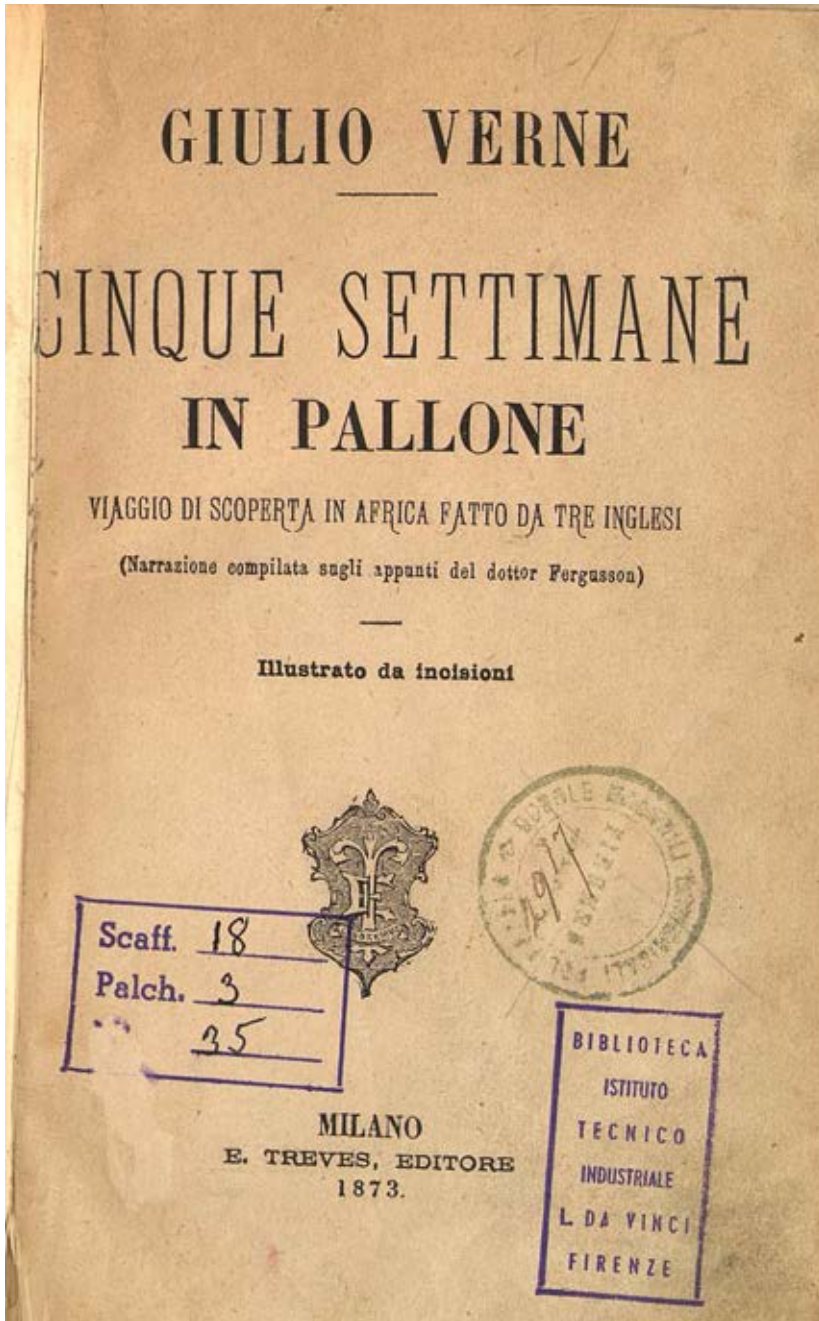 GIULIO VERNE
CINQUE SETTIMANE
IN PALLONE
VIAGGIO DI SCOPERTA IN AFRICA FATTO DA TRE INGLESI
(Narrazione compilata sugli appunti del dottor Fergusson)
Illustrato da incisioni
Scaff. 18
Palch. 3
35
MILANO
E. TREVES, EDITORE
1873.
BIBLIOTECA
ISTITUTO
TECNICO
INDUSTRIALE
L. DA VINCI
FIRENZE